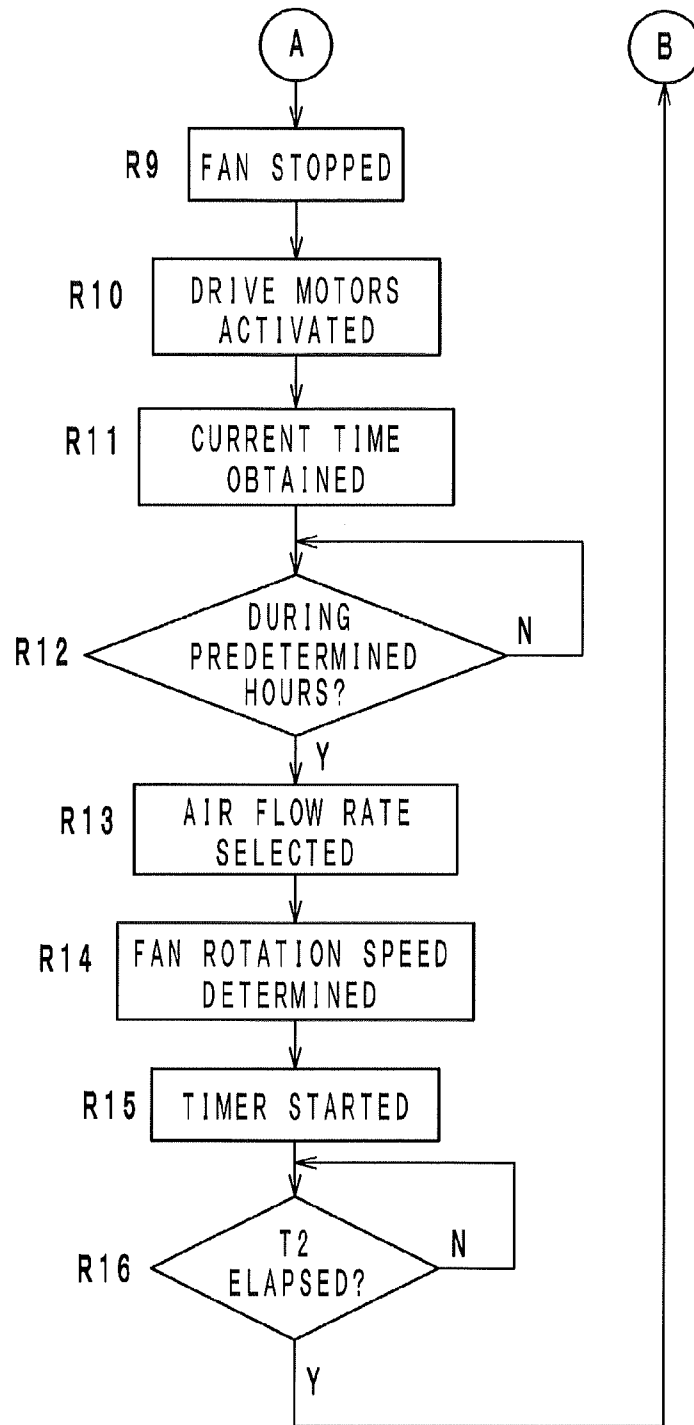 A
B
R9
FAN STOPPED
R10
DRIVE MOTORS
ACTIVATED
R11
CURRENT TIME
OBTAINED
R12
DURING
PREDETERMINED
HOURS?
N
Y
R13
AIR FLOW RATE
SELECTED
R14
FAN ROTATION SPEED
DETERMINED
R15
TIMER STARTED
R16
T2
ELAPSED?
N
Y